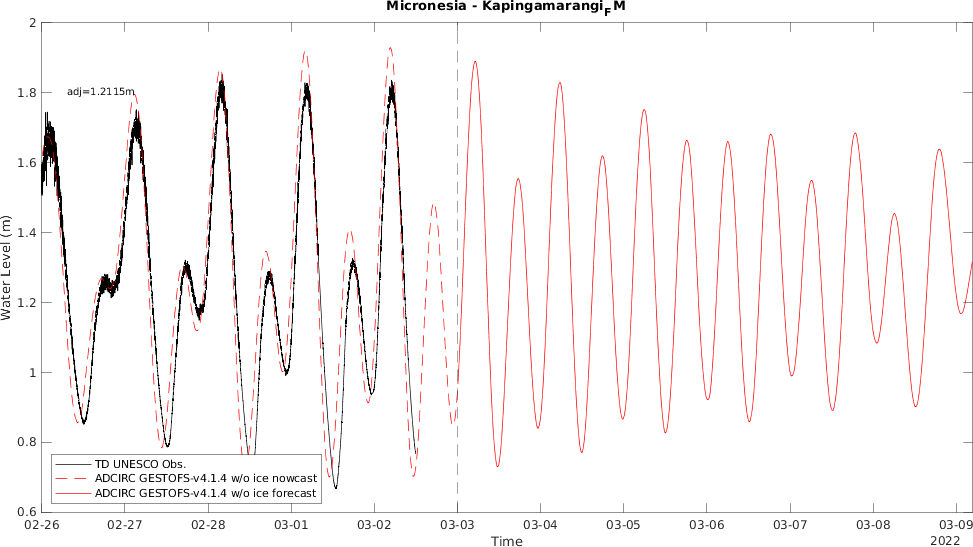 Micronesia - Kapingamarangi_FM
2
1.8
1.6
1.4
1.2
1
0.8
0.6
Water Level (m)
adj=1.2115m
TD UNESCO Obs.
ADCIRC GESTOFS-v4.1.4 w/o ice nowcast
ADCIRC GESTOFS-v4.1.4 w/o ice forecast
02-26 02-27 02-28 03-01 03-02 03-03 03-04 03-05 03-06 03-07 03-08 03-09
Time
2022